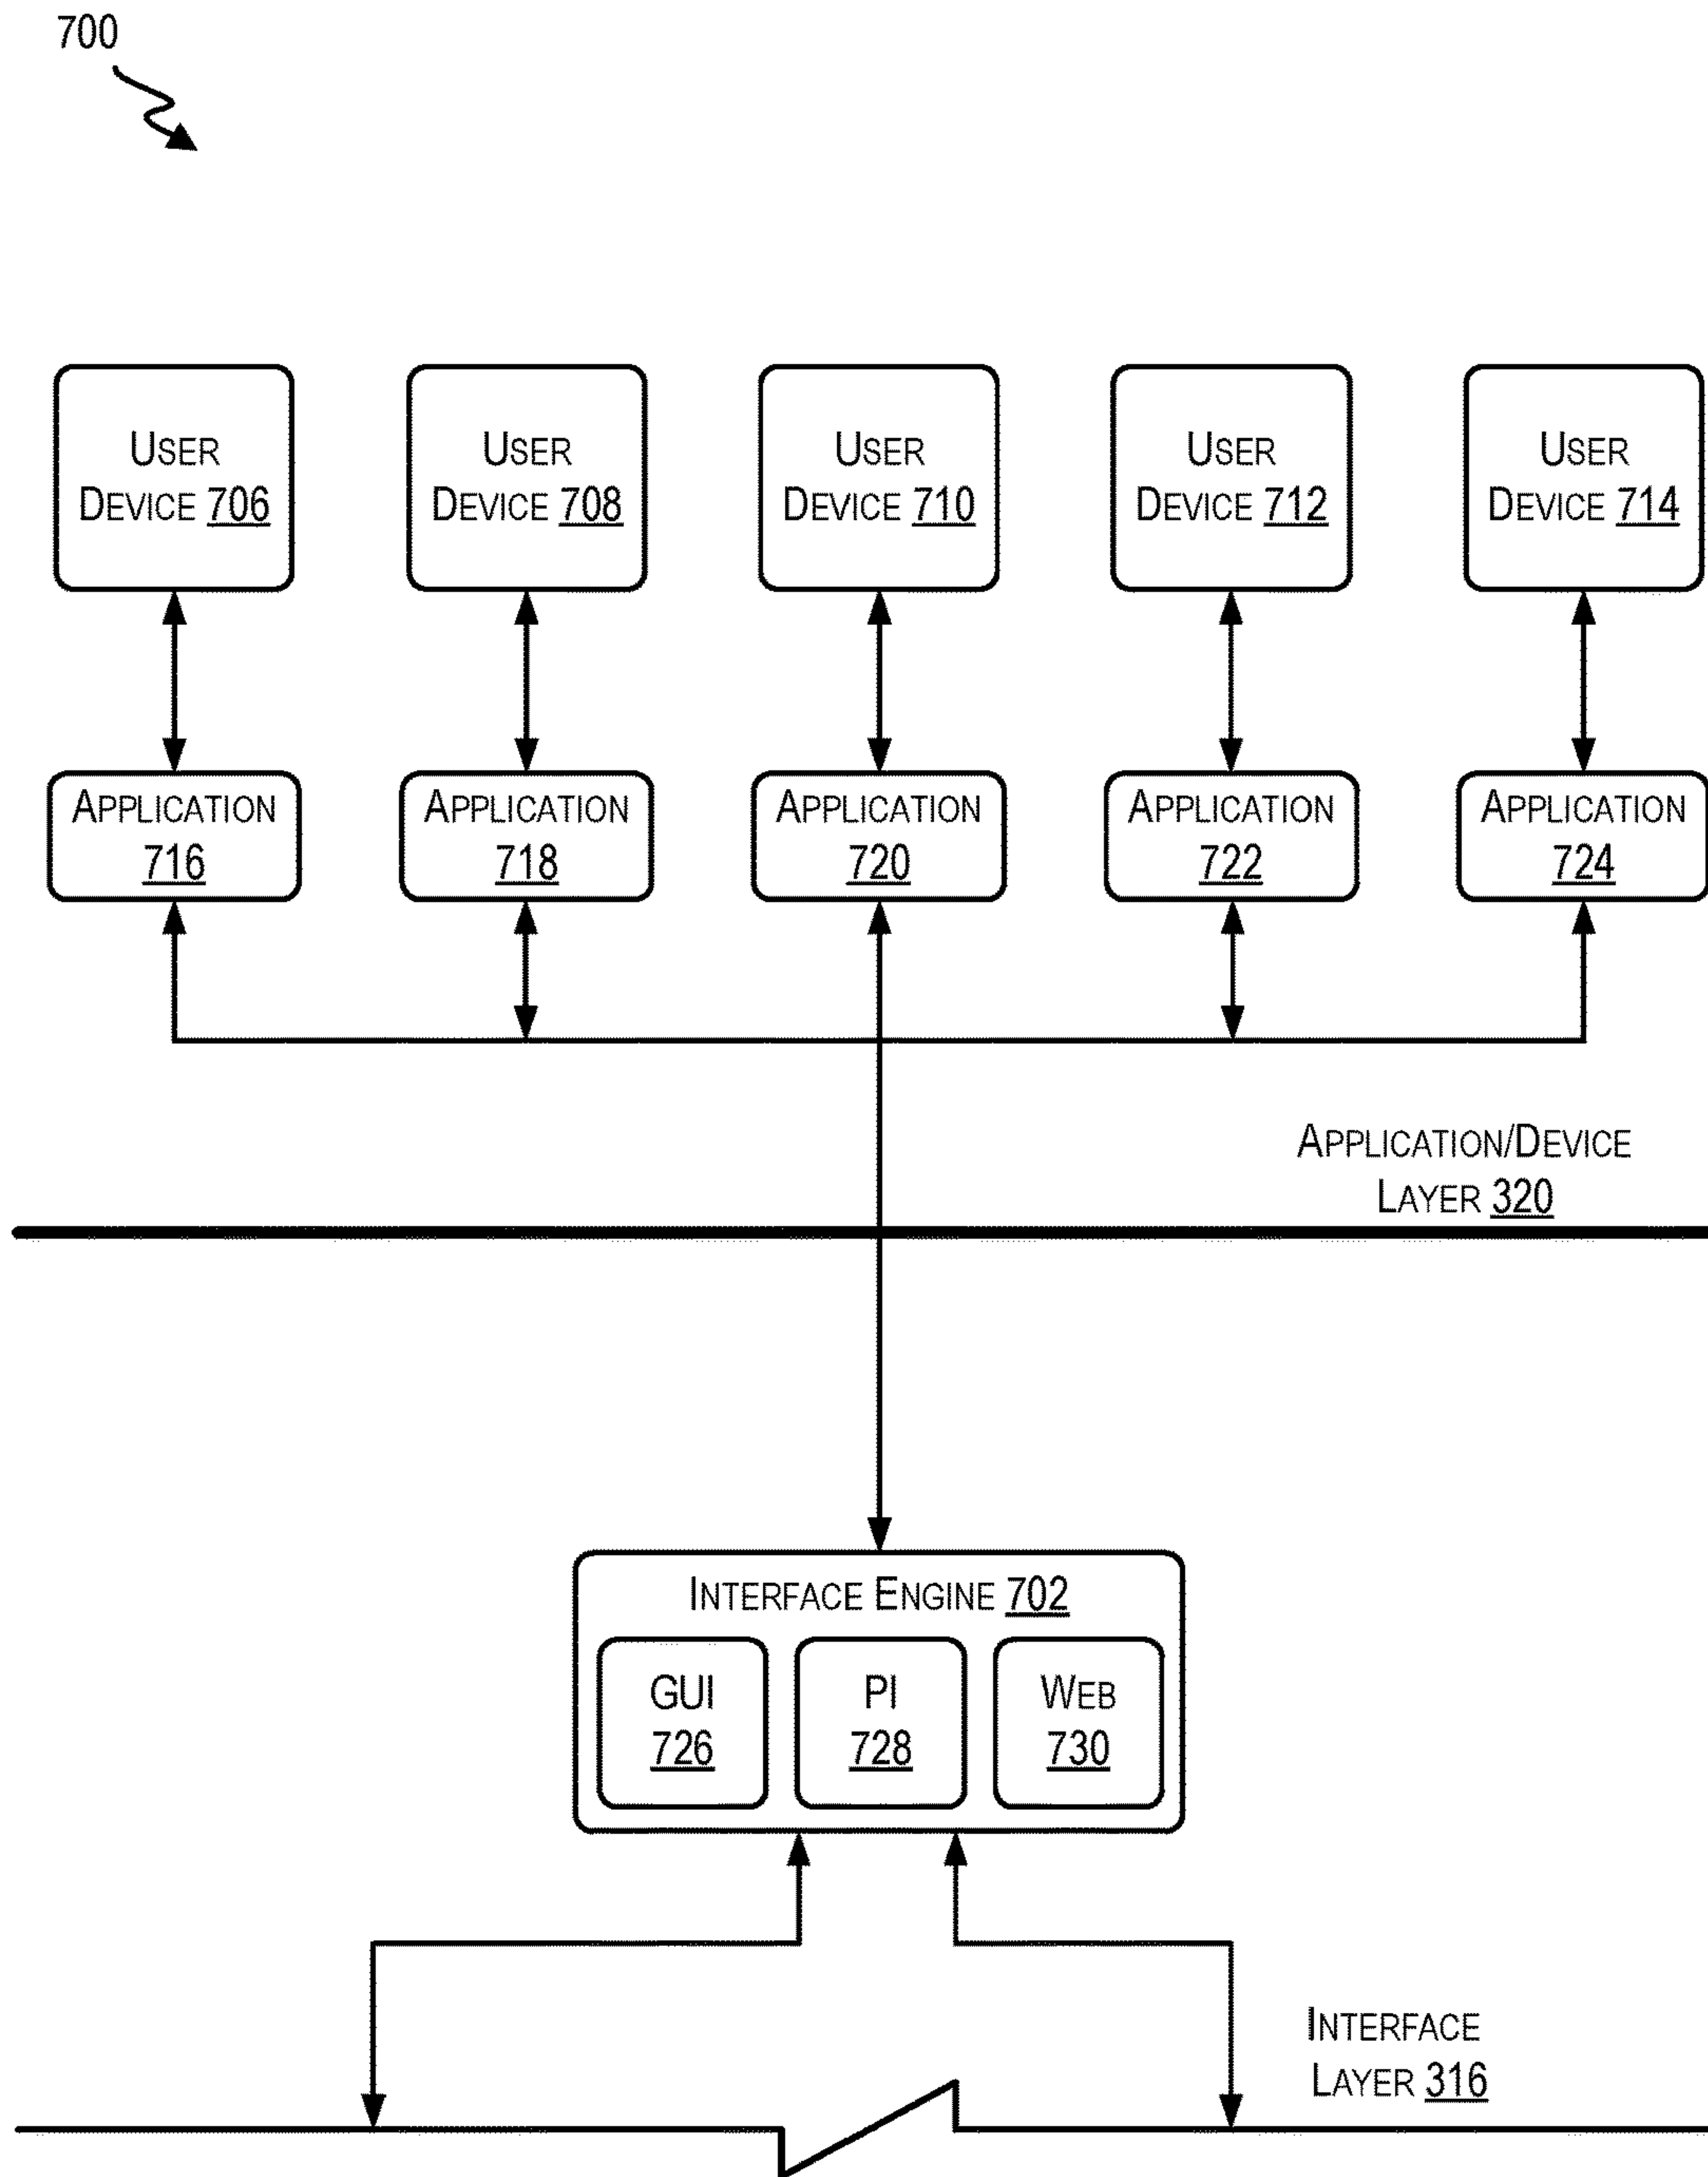 700
USER
DEVICE 706
USER
DEVICE 708
USER
DEVICE 710
USER
DEVICE 712
USER
DEVICE 714
APPLICATION
716
APPLICATION
718
APPLICATION
720
APPLICATION
722
APPLICATION
724
APPLICATION/DEVICE
LAYER 320
INTERFACE ENGINE 702
GUI
726
PI
728
WEB
730
INTERFACE
LAYER 316